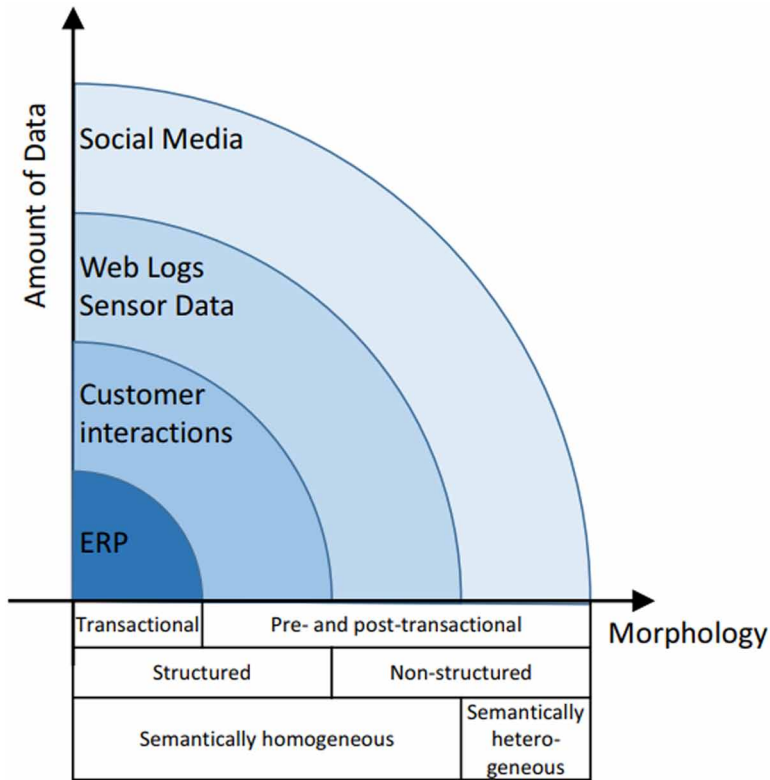 Amount of Data
Social Media
Web Logs
Sensor Data
Customer
interactions
ERP
Transactional
Pre- and post-transactional
Morphology
Structured
Non-structured
Semantically homogeneous
Semantically
hetero-
geneous